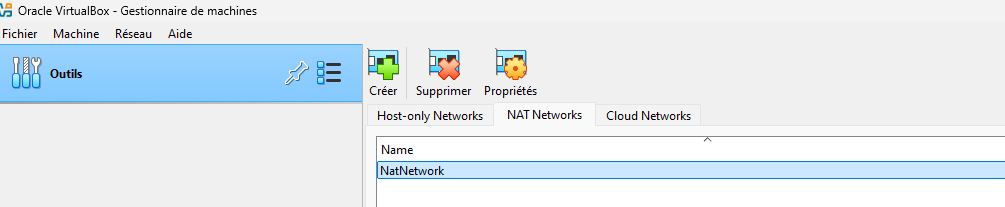 Oracle VirtualBox - Gestionnaire de machines
Fichier Machine Réseau Aide
Outils
Créer Supprimer Propriétés
Host-only Networks NAT Networks Cloud Networks
Name
NatNetwork